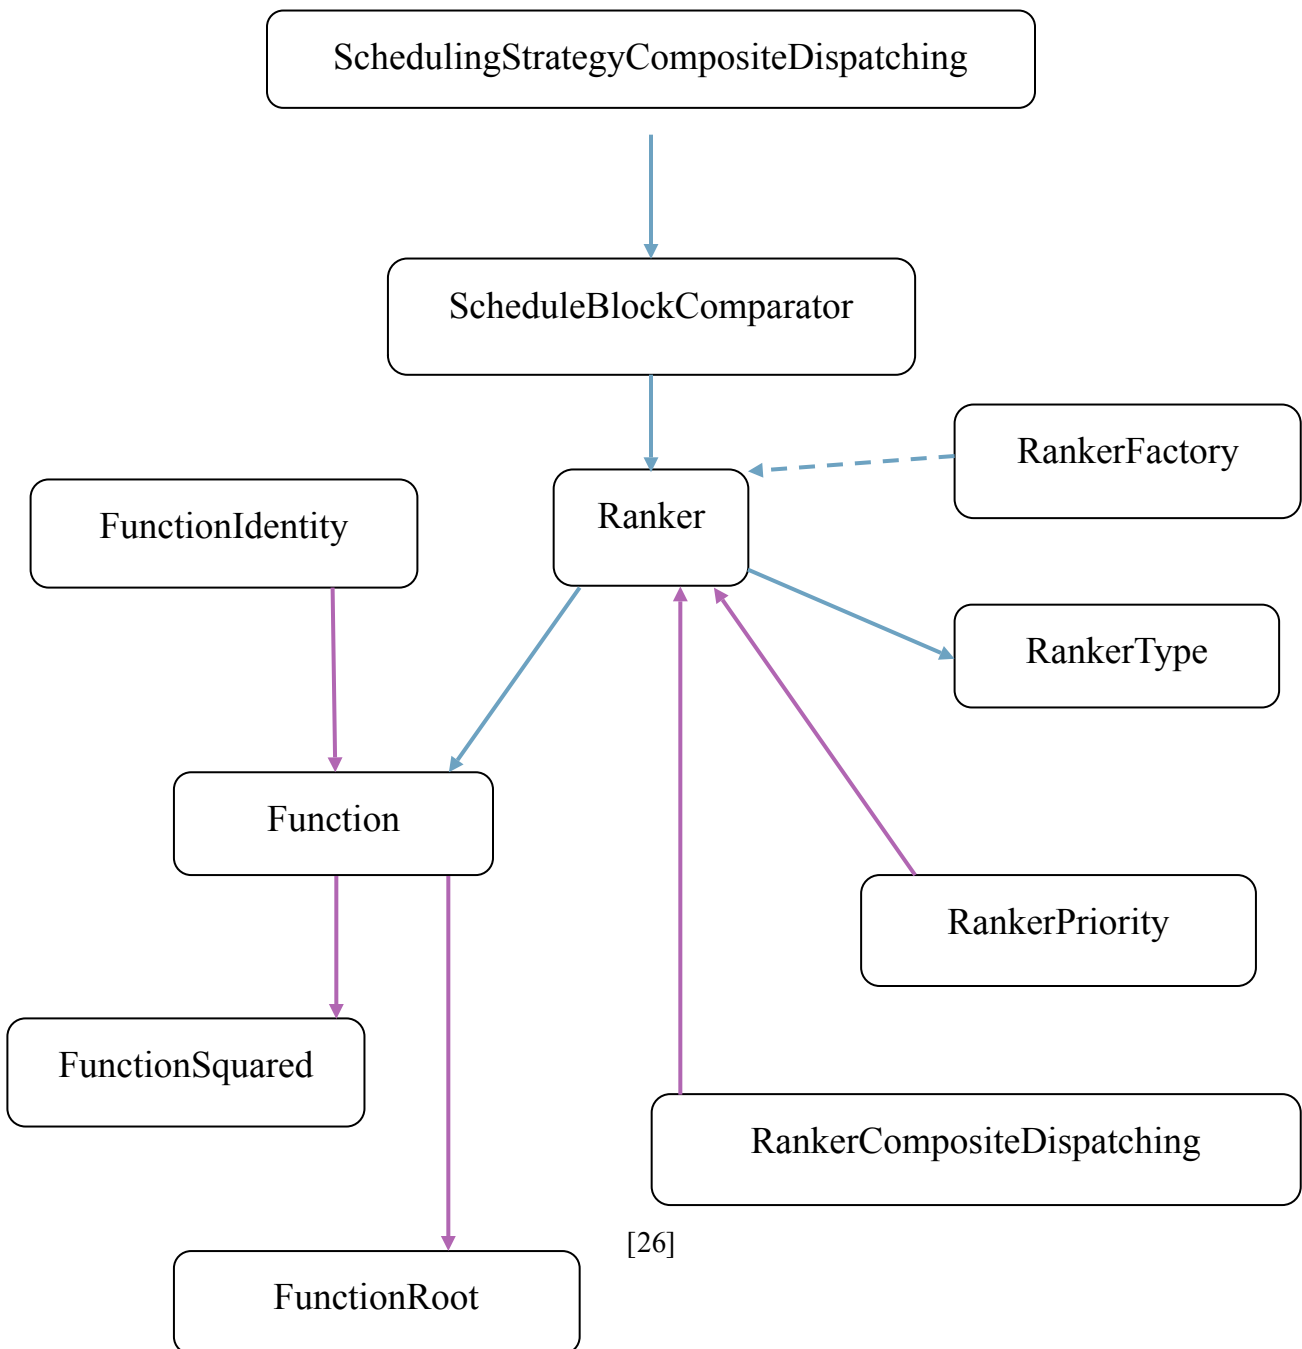 SchedulingStrategyCompositeDispatching
ScheduleBlockComparator
RankerFactory
Ranker
FunctionIdentity
RankerType
Function
RankerPriority
FunctionSquared
RankerCompositeDispatching
[26]
FunctionRoot